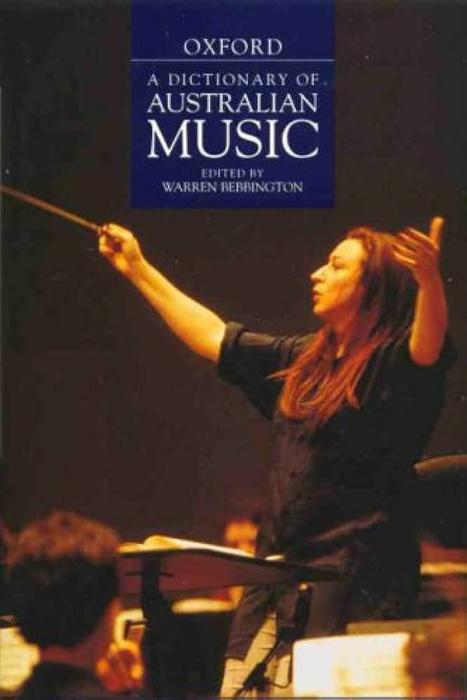 OXFORD
A DICTIONARY OF
AUSTRALIAN
MUSIC
EDITED BY
WARREN BEBBINGTON